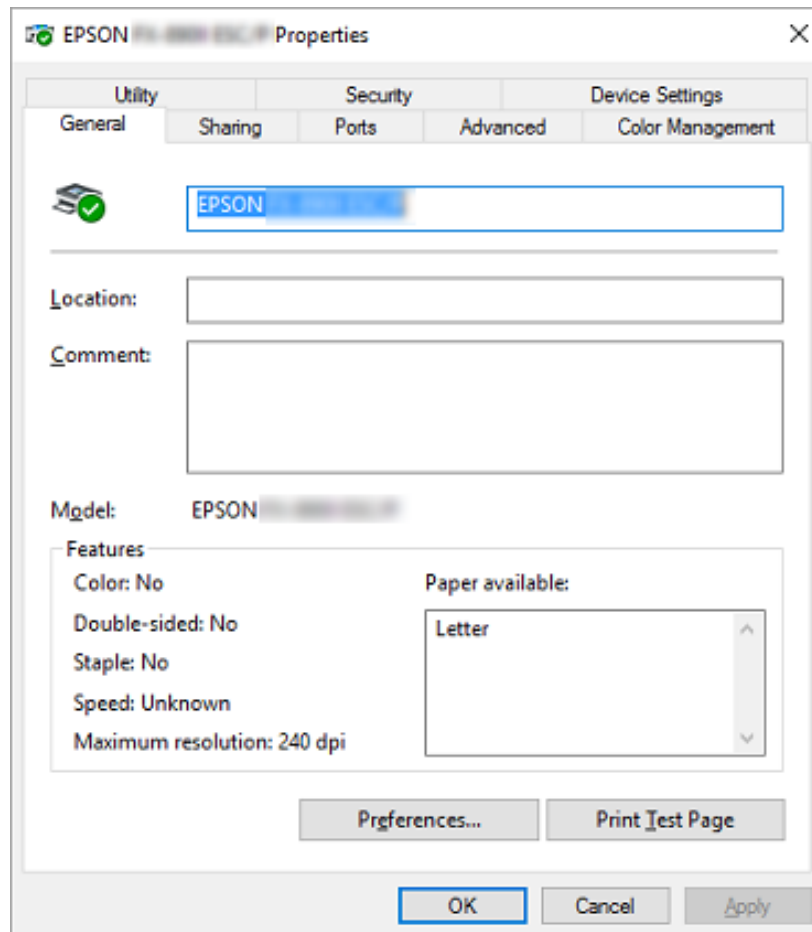 EPSON Properties
Utility Security Device Settings
General Sharing Ports Advanced Color Management
EPSON
Location:
Comment:
Model: EPSON
Features
Color: No
Paper available:
Double-sided: No
Letter
Staple: No
Speed: Unknown
Maximum resolution: 240 dpi
Preferences... Print Test Page
OK Cancel Apply